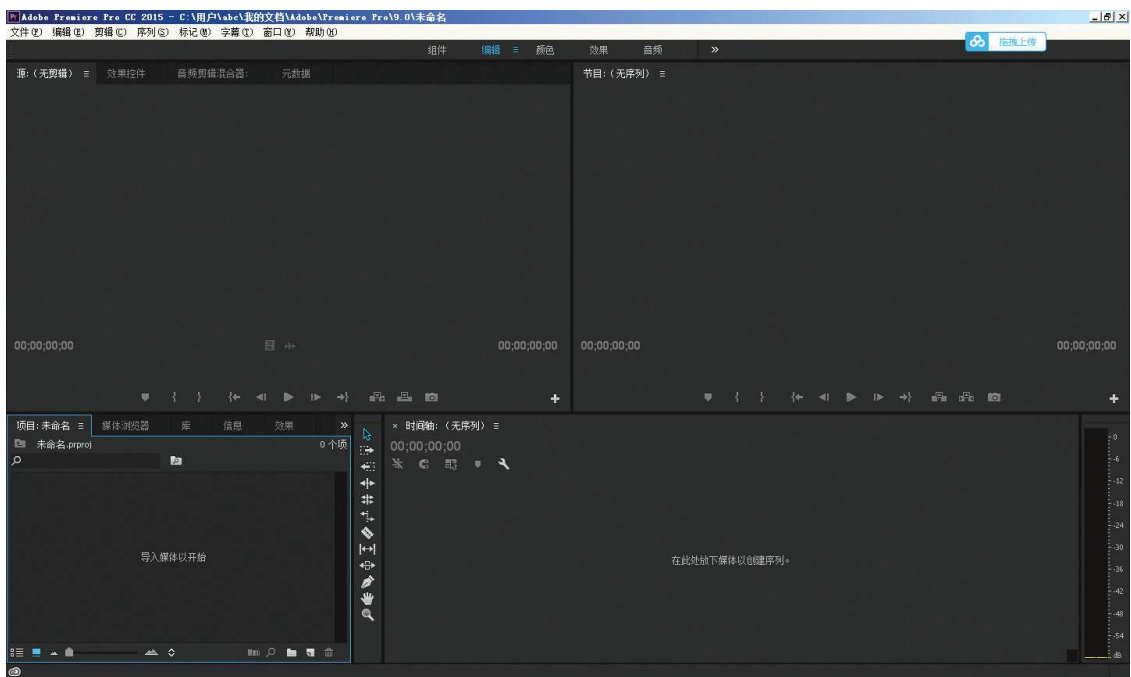 Adobe Premiere Pro CC 2015 - C:\用户\abc\我的文档\Adobe\Premiere Pro\9.0\未命名
文件(F) 编辑(E) 剪辑(C) 序列(S) 标记(M) 字幕(T) 窗口(W) 帮助(H)
组件 编辑 颜色 效果 音频 »
拖拽上传
源:(无剪辑) 效果控件 音频剪辑混合器: 元数据
节目:(无序列)
00;00;00;00 00;00;00;00
00;00;00;00 00;00;00;00
项目:未命名 媒体浏览器 库 信息 效果 »
未命名.prproj 0 个项
导入媒体以开始
× 时间轴:(无序列)
00;00;00;00
在此处放下媒体以创建序列。
0
-6
-12
-18
-24
-30
-36
-42
-48
-54
dB